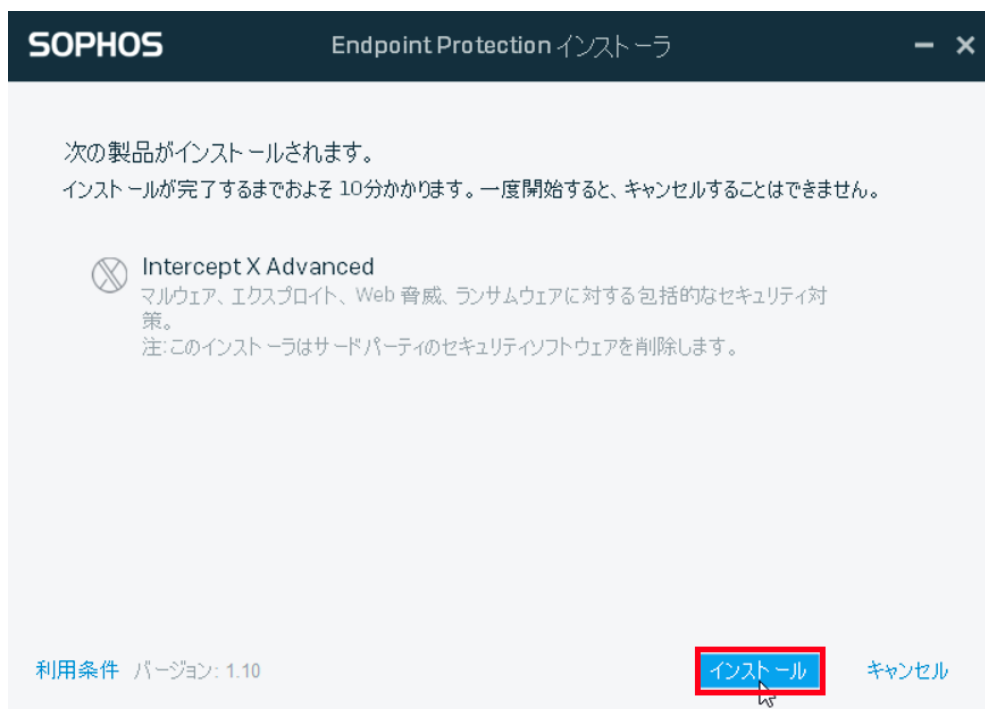 SOPHOS Endpoint Protection インストーラ
次の製品がインストールされます。
インストールが完了するまでおよそ 10分かかります。一度開始すると、キャンセルすることはできません。
Intercept X Advanced
マルウェア、エクスプロイト、Web 脅威、ランサムウェアに対する包括的なセキュリティ対
策。
注:このインストーラはサードパーティのセキュリティソフトウェアを削除します。
利用条件 バージョン: 1.10 インストール キャンセル